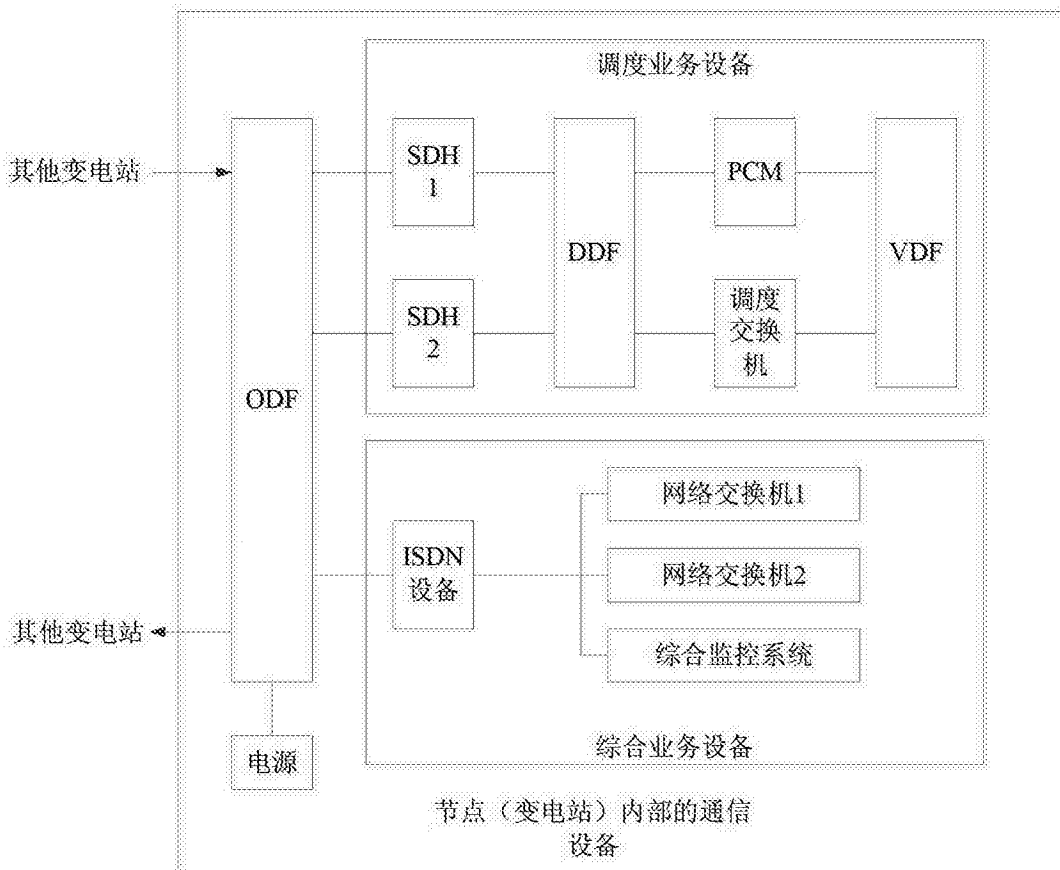 调度业务设备
其他变电站
SDH
1
PCM
DDF
VDF
SDH
2
调度
交换
机
ODF
网络交换机1
ISDN
设备
网络交换机2
其他变电站
综合监控系统
电源
综合业务设备
节点（变电站）内部的通信
设备